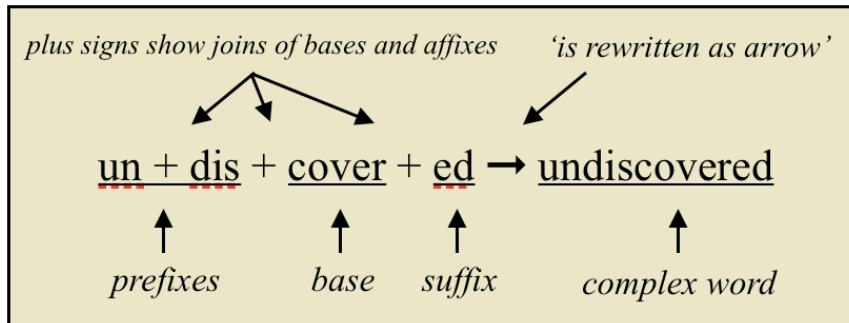 plus signs show joins of bases and affixes ‘is rewritten as arrow’
un + dis + cover + ed → undiscovered
prefixes base suffix complex word